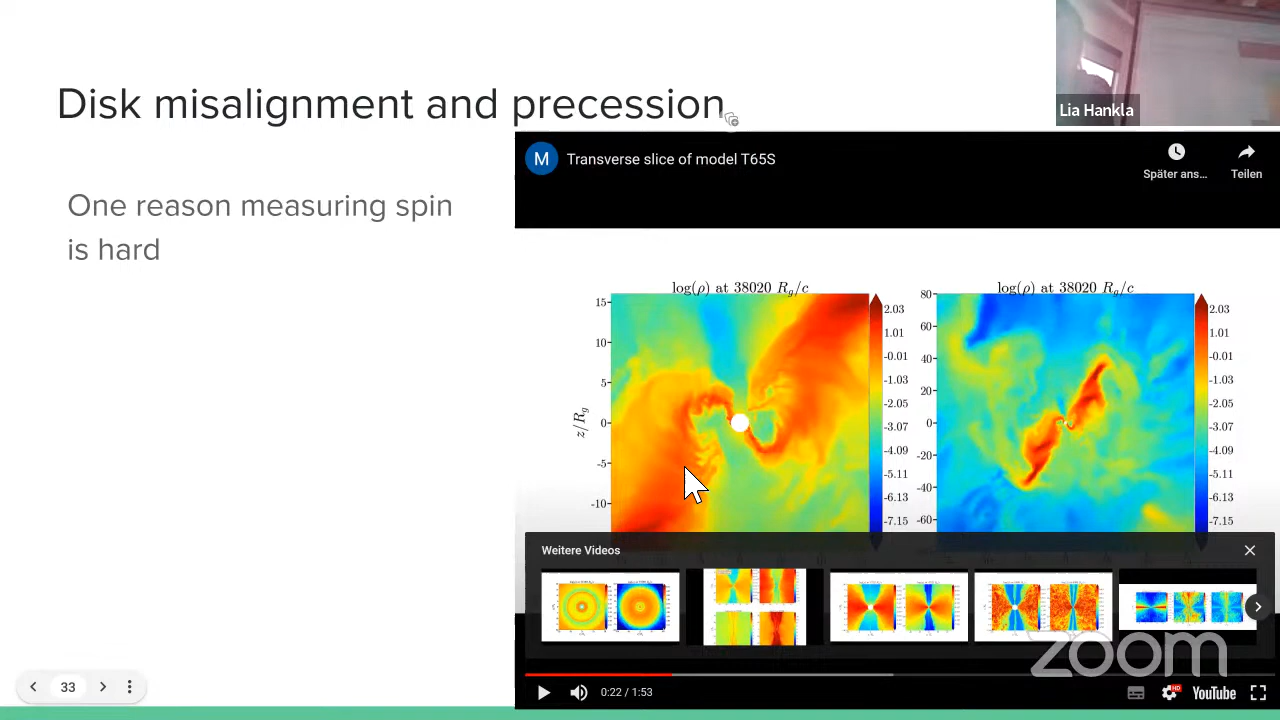 Disk misalignment and precession
Lia Hankla
One reason measuring spin
is hard
M
Transverse slice of model T65S
Später ans...
Teilen
log(ρ) at 38020 R_g/c
15
10
5
0
-5
-10
z/R_g
2.03
1.01
-0.01
-1.03
-2.05
-3.07
-4.09
-5.11
-6.13
-7.15
log(ρ) at 38020 R_g/c
80
60
40
20
0
-20
-40
-60
2.03
1.01
-0.01
-1.03
-2.05
-3.07
-4.09
-5.11
-6.13
-7.15
Weitere Videos
zoom
33
0:22 / 1:53
HD
YouTube